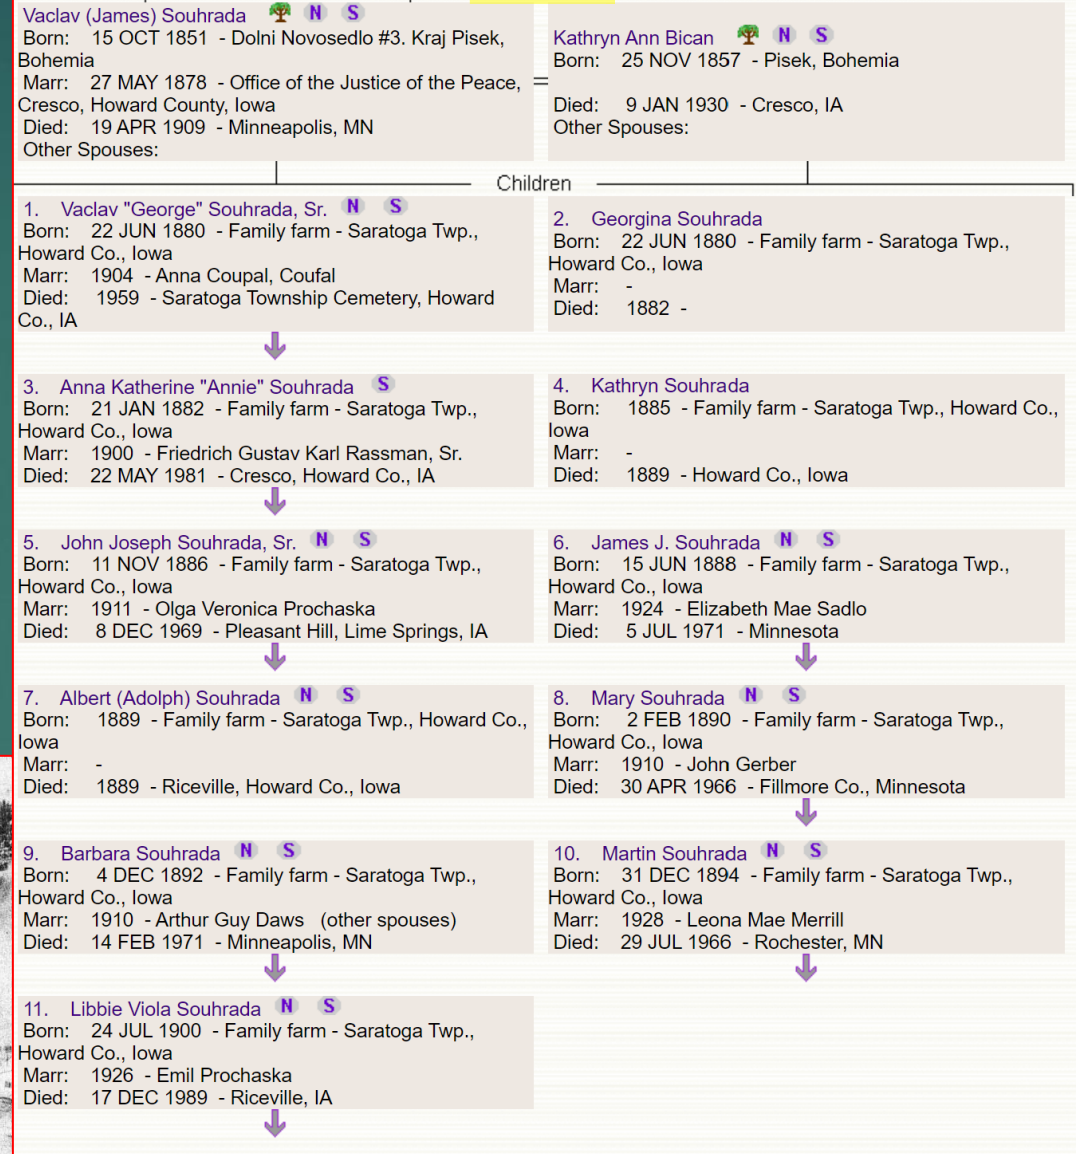 Vaclav (James) Souhrada N S
Born: 15 OCT 1851 - Dolni Novosedlo #3. Kraj Pisek,
Bohemia
Marr: 27 MAY 1878 - Office of the Justice of the Peace,
Cresco, Howard County, Iowa
Died: 19 APR 1909 - Minneapolis, MN
Other Spouses:
=
Kathryn Ann Bican N S
Born: 25 NOV 1857 - Pisek, Bohemia
Died: 9 JAN 1930 - Cresco, IA
Other Spouses:
Children
1. Vaclav "George" Souhrada, Sr. N S
Born: 22 JUN 1880 - Family farm - Saratoga Twp.,
Howard Co., Iowa
Marr: 1904 - Anna Coupal, Coufal
Died: 1959 - Saratoga Township Cemetery, Howard
Co., IA
2. Georgina Souhrada
Born: 22 JUN 1880 - Family farm - Saratoga Twp.,
Howard Co., Iowa
Marr: -
Died: 1882 -
3. Anna Katherine "Annie" Souhrada S
Born: 21 JAN 1882 - Family farm - Saratoga Twp.,
Howard Co., Iowa
Marr: 1900 - Friedrich Gustav Karl Rassman, Sr.
Died: 22 MAY 1981 - Cresco, Howard Co., IA
4. Kathryn Souhrada
Born: 1885 - Family farm - Saratoga Twp., Howard Co.,
Iowa
Marr: -
Died: 1889 - Howard Co., Iowa
5. John Joseph Souhrada, Sr. N S
Born: 11 NOV 1886 - Family farm - Saratoga Twp.,
Howard Co., Iowa
Marr: 1911 - Olga Veronica Prochaska
Died: 8 DEC 1969 - Pleasant Hill, Lime Springs, IA
6. James J. Souhrada N S
Born: 15 JUN 1888 - Family farm - Saratoga Twp.,
Howard Co., Iowa
Marr: 1924 - Elizabeth Mae Sadlo
Died: 5 JUL 1971 - Minnesota
7. Albert (Adolph) Souhrada N S
Born: 1889 - Family farm - Saratoga Twp., Howard Co.,
Iowa
Marr: -
Died: 1889 - Riceville, Howard Co., Iowa
8. Mary Souhrada N S
Born: 2 FEB 1890 - Family farm - Saratoga Twp.,
Howard Co., Iowa
Marr: 1910 - John Gerber
Died: 30 APR 1966 - Fillmore Co., Minnesota
9. Barbara Souhrada N S
Born: 4 DEC 1892 - Family farm - Saratoga Twp.,
Howard Co., Iowa
Marr: 1910 - Arthur Guy Daws (other spouses)
Died: 14 FEB 1971 - Minneapolis, MN
10. Martin Souhrada N S
Born: 31 DEC 1894 - Family farm - Saratoga Twp.,
Howard Co., Iowa
Marr: 1928 - Leona Mae Merrill
Died: 29 JUL 1966 - Rochester, MN
11. Libbie Viola Souhrada N S
Born: 24 JUL 1900 - Family farm - Saratoga Twp.,
Howard Co., Iowa
Marr: 1926 - Emil Prochaska
Died: 17 DEC 1989 - Riceville, IA